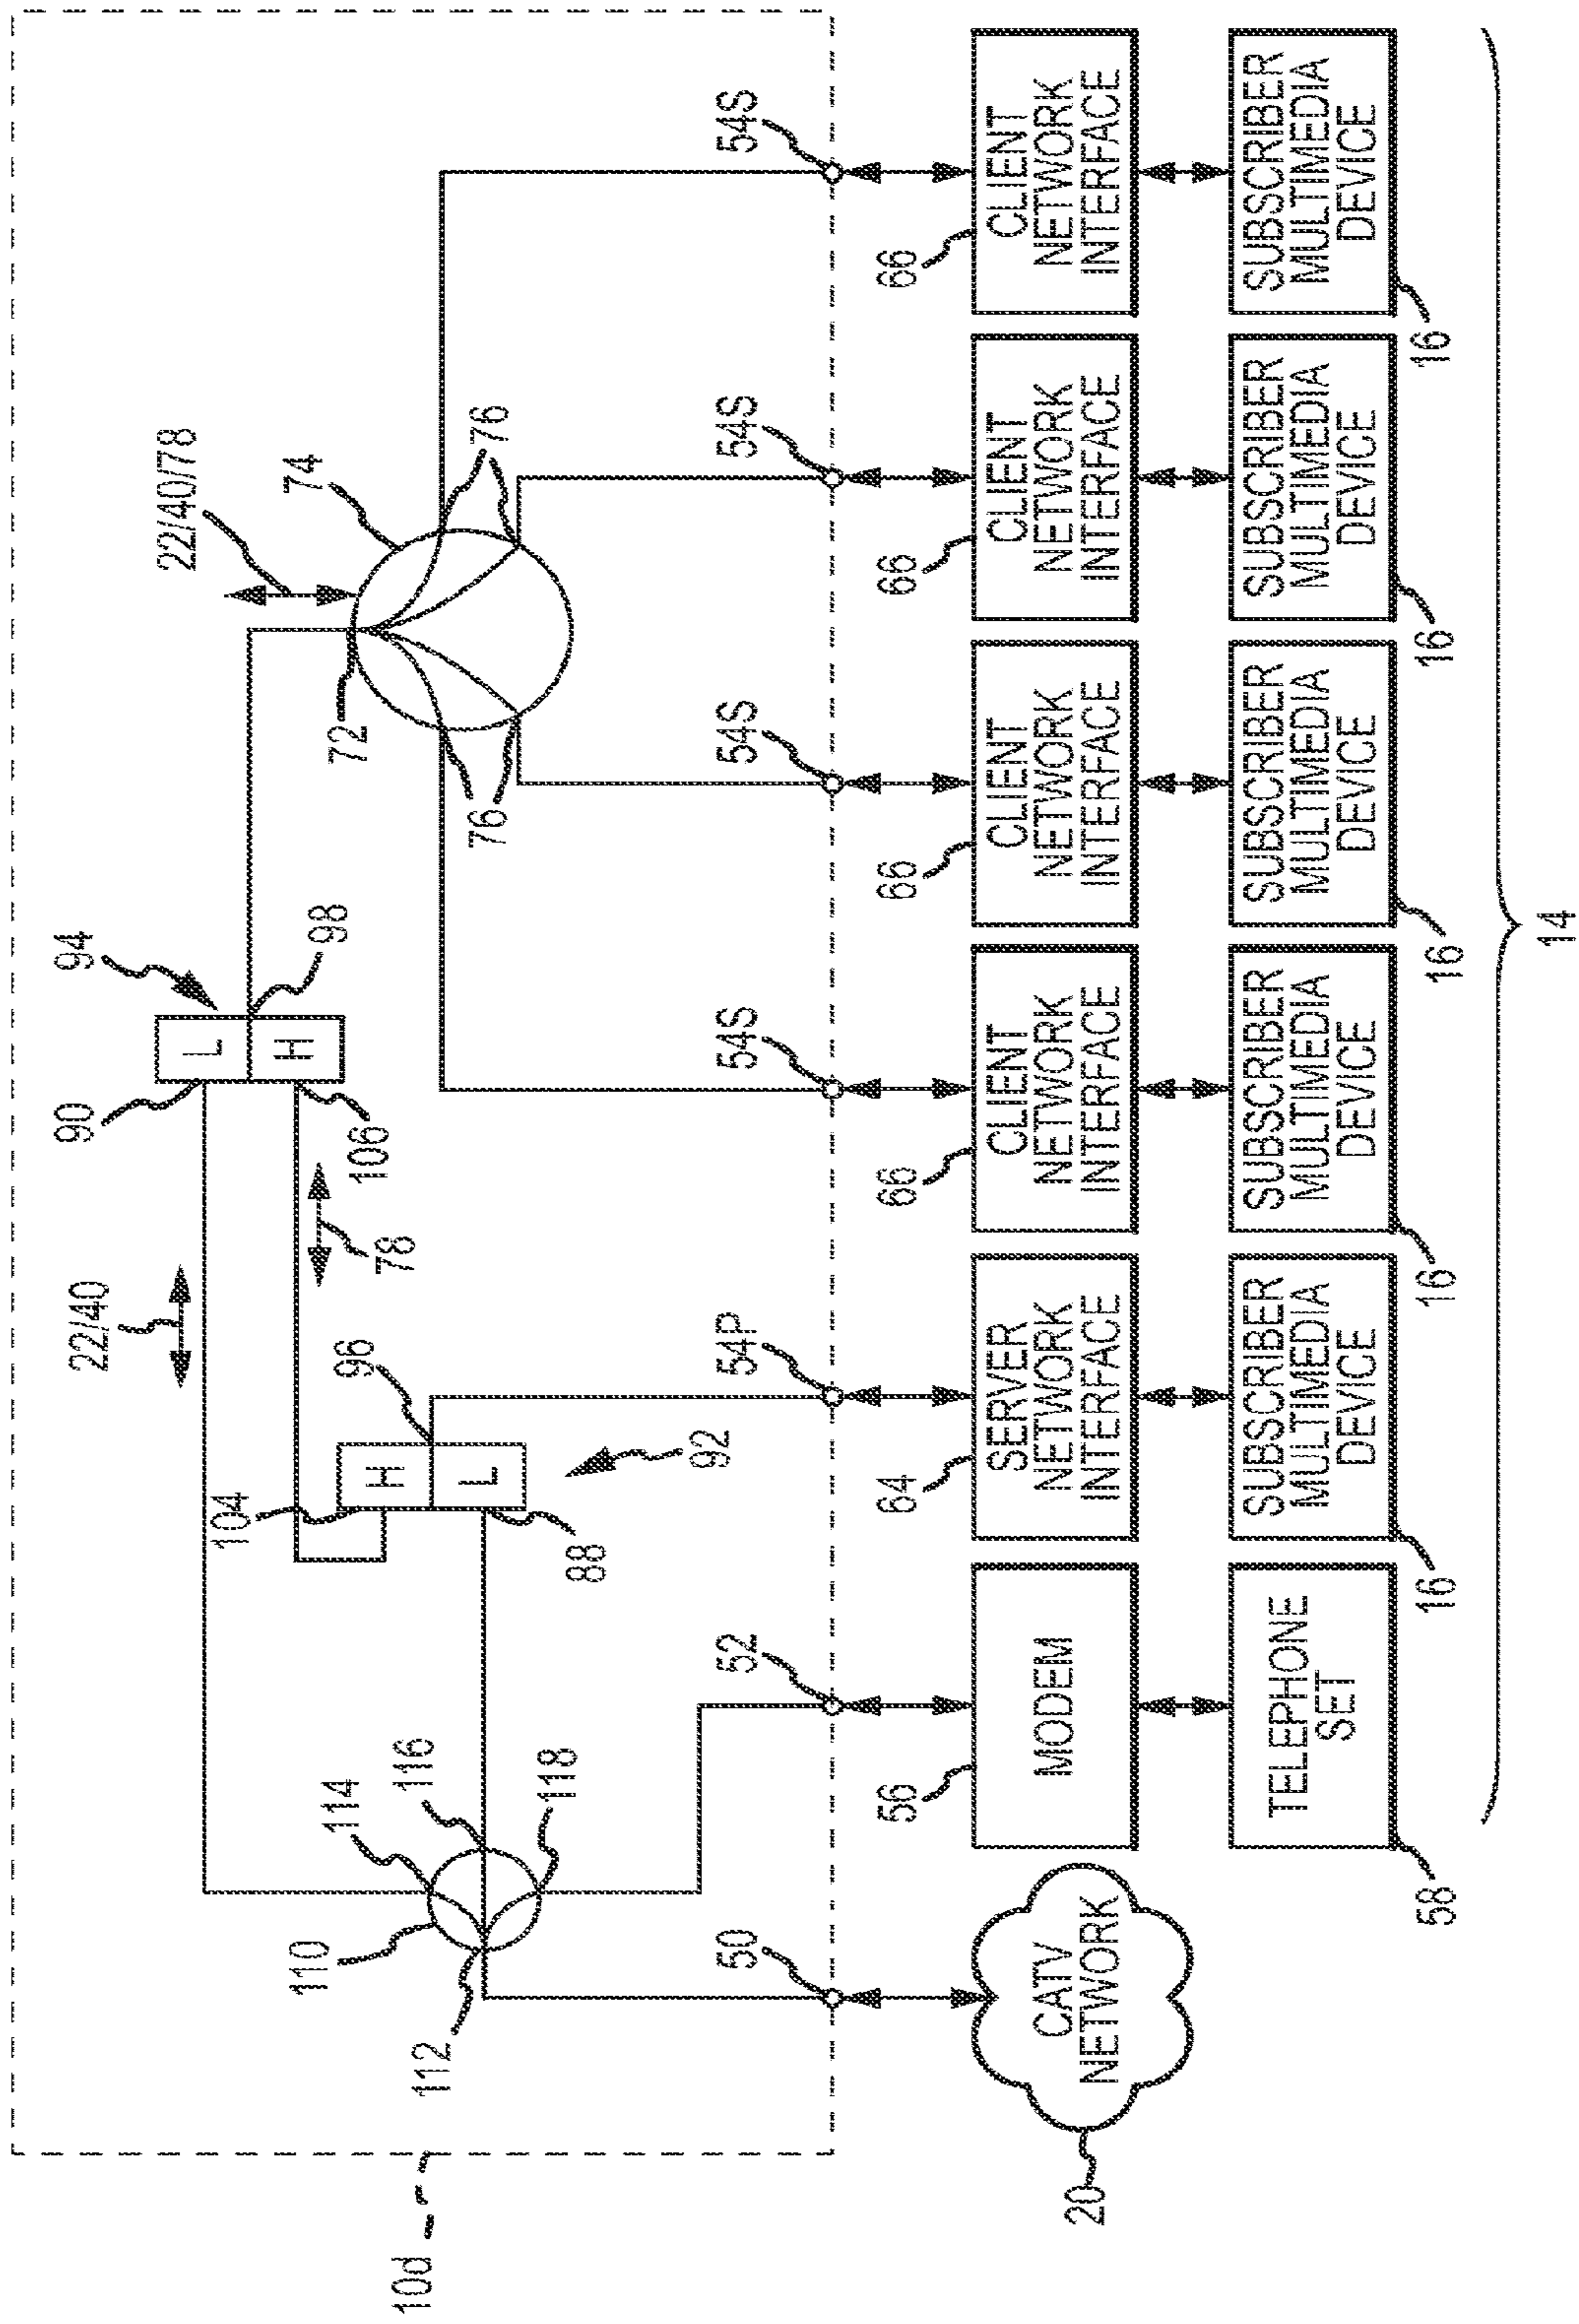 10d
22/40
94
90
98
106
78
22/40/78
74
72
76
76
104
96
92
88
110
114
116
112
118
50
52
54P
54S
54S
54S
54S
20
CATV
NETWORK
56
MODEM
64
SERVER
NETWORK
INTERFACE
66
CLIENT
NETWORK
INTERFACE
66
CLIENT
NETWORK
INTERFACE
66
CLIENT
NETWORK
INTERFACE
66
CLIENT
NETWORK
INTERFACE
58
TELEPHONE
SET
16
SUBSCRIBER
MULTIMEDIA
DEVICE
16
SUBSCRIBER
MULTIMEDIA
DEVICE
16
SUBSCRIBER
MULTIMEDIA
DEVICE
16
SUBSCRIBER
MULTIMEDIA
DEVICE
16
SUBSCRIBER
MULTIMEDIA
DEVICE
L
H
H
L
14